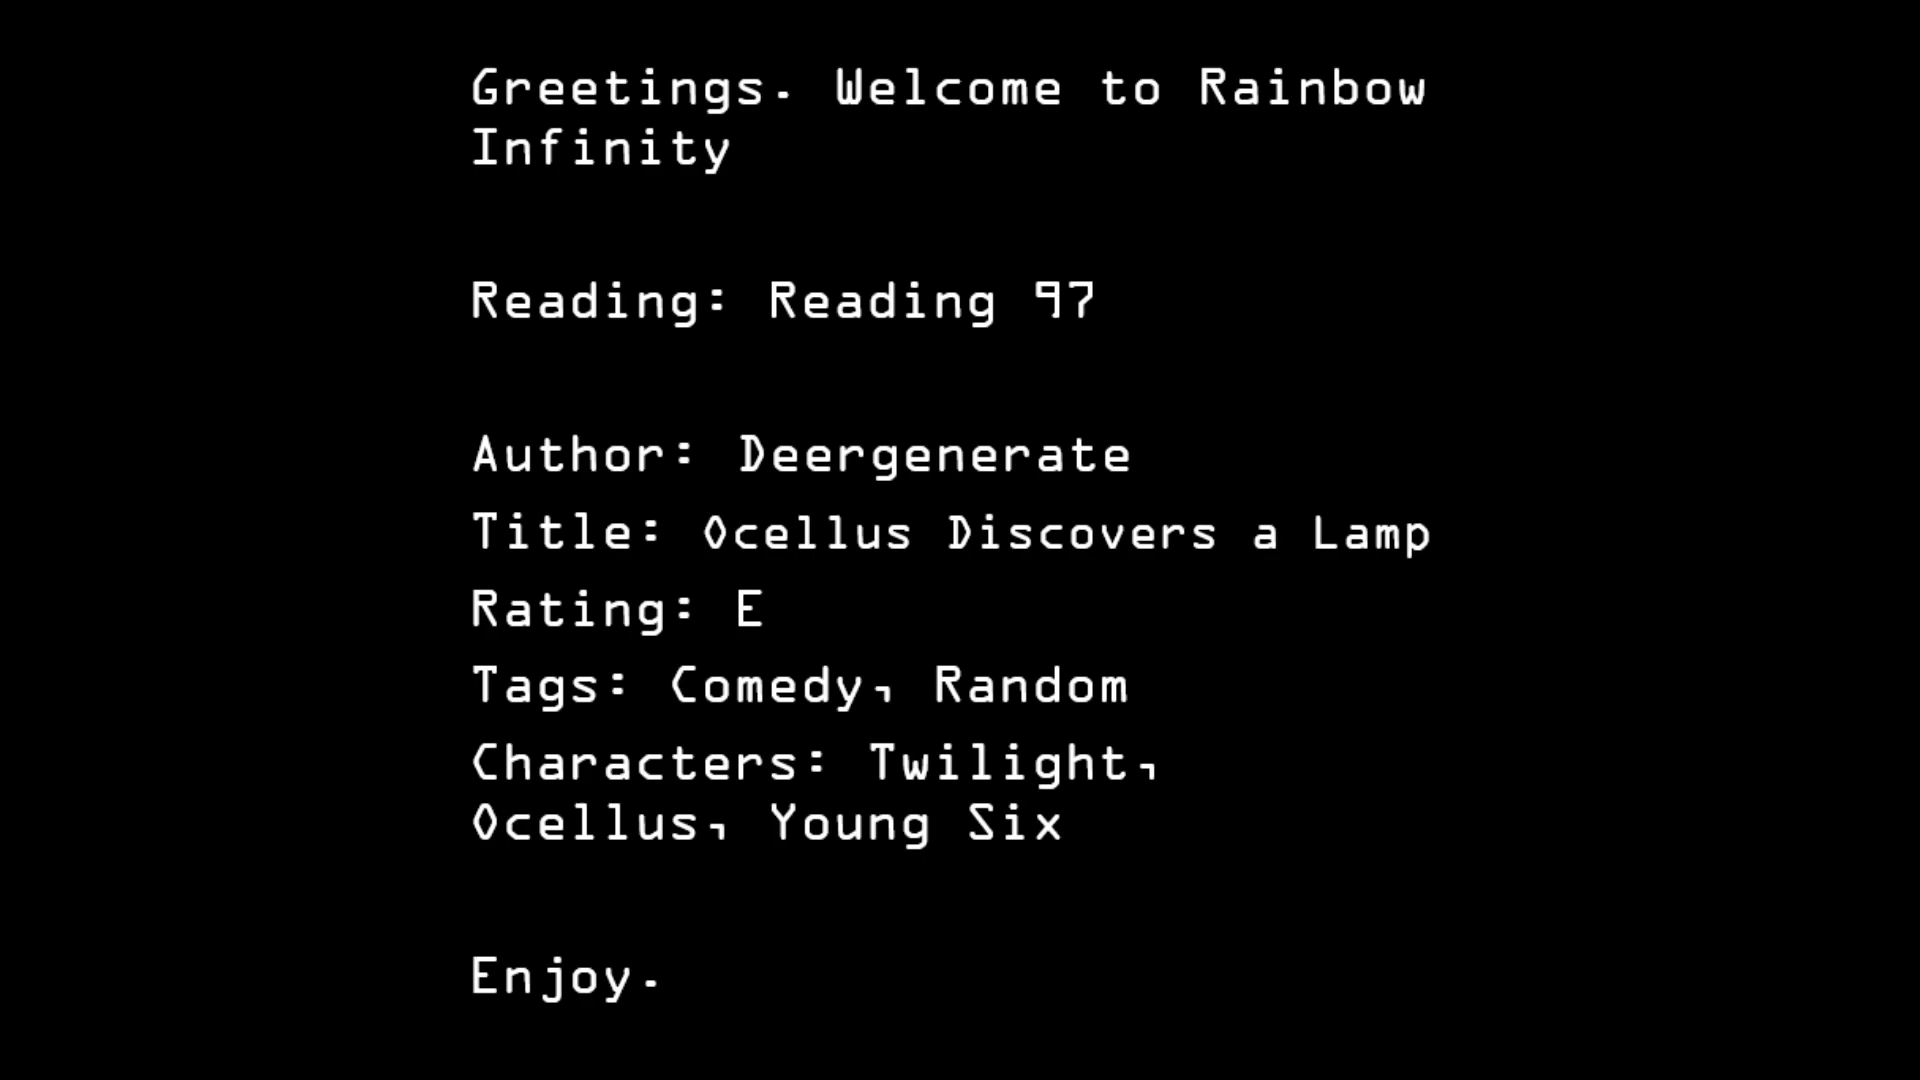 Greetings. Welcome to Rainbow
Infinity
Reading: Reading 97
Author: Deergenerate
Title: Ocellus Discovers a Lamp
Rating: E
Tags: Comedy, Random
Characters: Twilight,
Ocellus, Young Six
Enjoy.